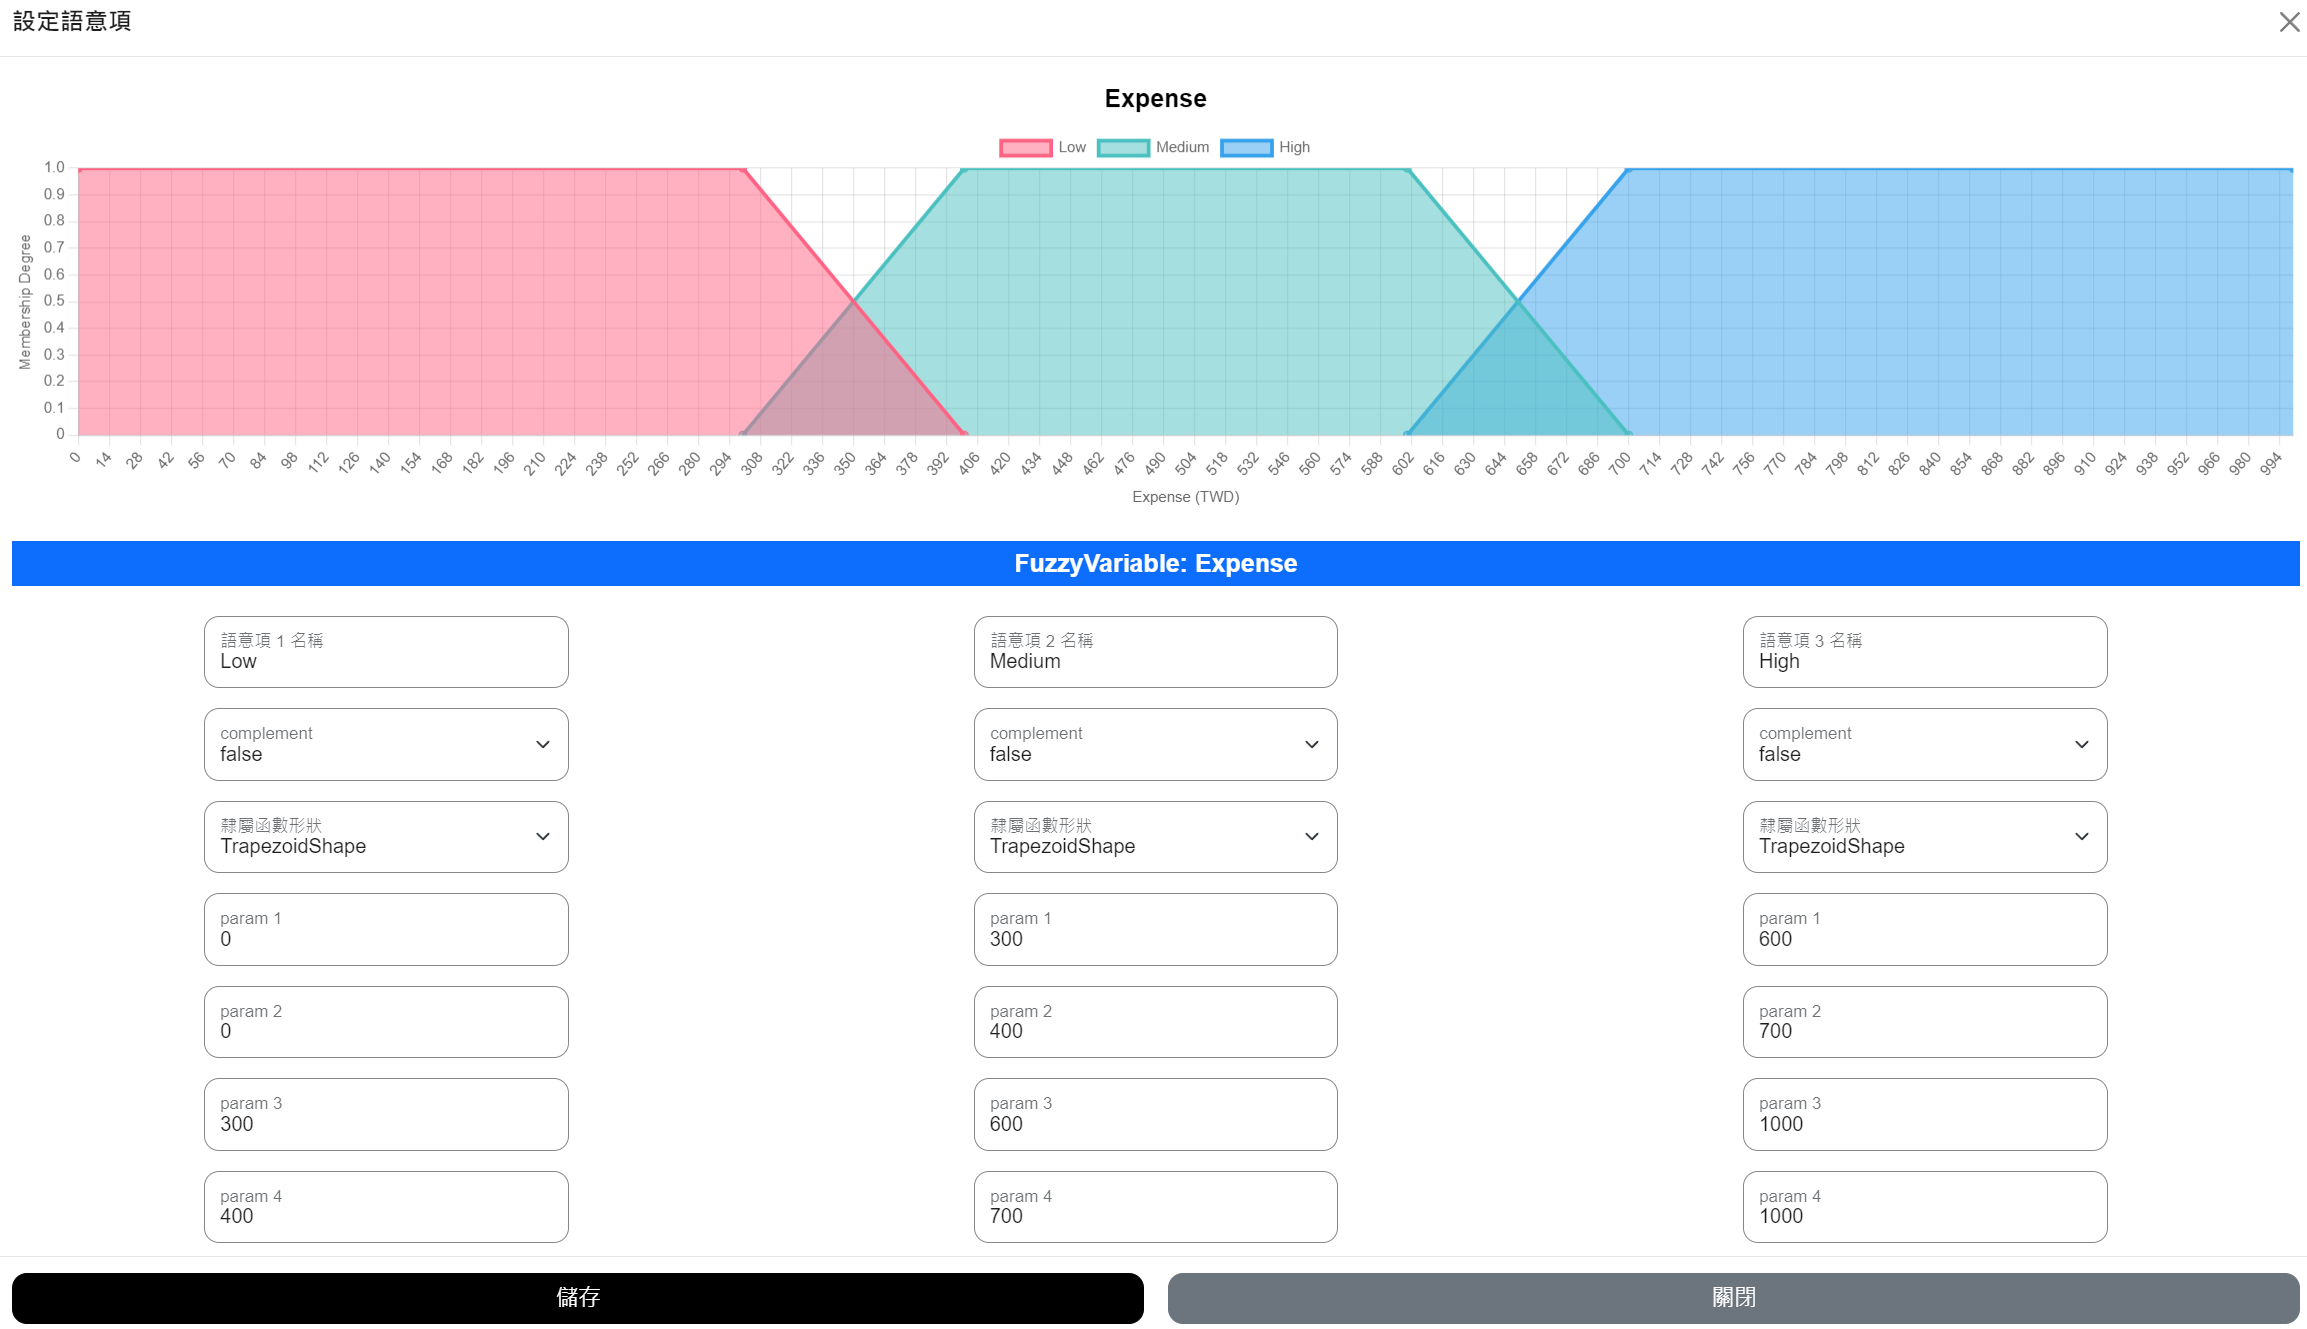 設定語意項
Expense
Low Medium High
1.0
0.9
0.8
0.7
0.6
0.5
0.4
0.3
0.2
0.1
0
Membership Degree
0 14 28 42 56 70 84 98 112 126 140 154 168 182 196 210 224 238 252 266 280 294 308 322 336 350 364 378 392 406 420 434 448 462 476 490 504 518 532 546 560 574 588 602 616 630 644 658 672 686 700 714 728 742 756 770 784 798 812 826 840 854 868 882 896 910 924 938 952 966 980 994
Expense (TWD)
FuzzyVariable: Expense
語意項 1 名稱
Low
語意項 2 名稱
Medium
語意項 3 名稱
High
complement
false
complement
false
complement
false
隸屬函數形狀
TrapezoidShape
隸屬函數形狀
TrapezoidShape
隸屬函數形狀
TrapezoidShape
param 1
0
param 1
300
param 1
600
param 2
0
param 2
400
param 2
700
param 3
300
param 3
600
param 3
1000
param 4
400
param 4
700
param 4
1000
儲存
關閉